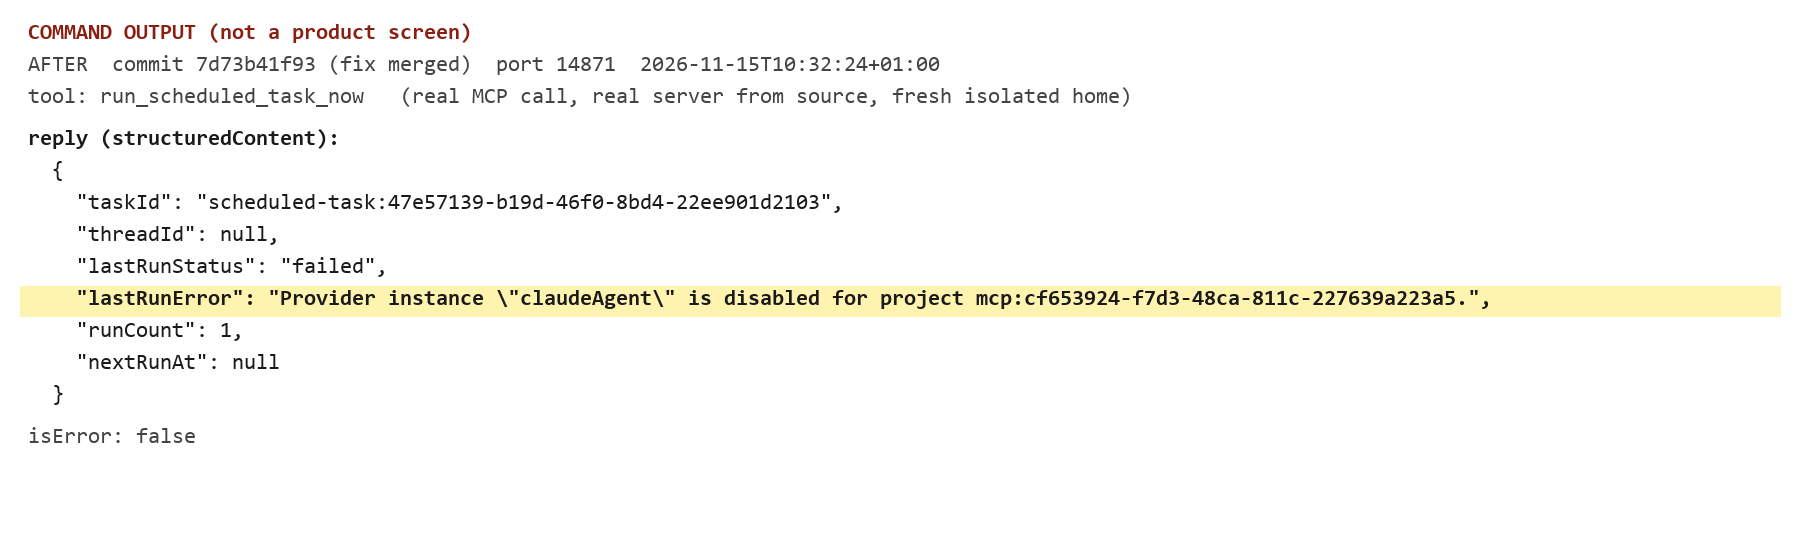 COMMAND OUTPUT (not a product screen)
AFTER  commit 7d73b41f93 (fix merged)  port 14871  2026-11-15T10:32:24+01:00
tool: run_scheduled_task_now   (real MCP call, real server from source, fresh isolated home)
reply (structuredContent):
  {
    "taskId": "scheduled-task:47e57139-b19d-46f0-8bd4-22ee901d2103",
    "threadId": null,
    "lastRunStatus": "failed",
    "lastRunError": "Provider instance \"claudeAgent\" is disabled for project mcp:cf653924-f7d3-48ca-811c-227639a223a5.",
    "runCount": 1,
    "nextRunAt": null
  }
isError: false